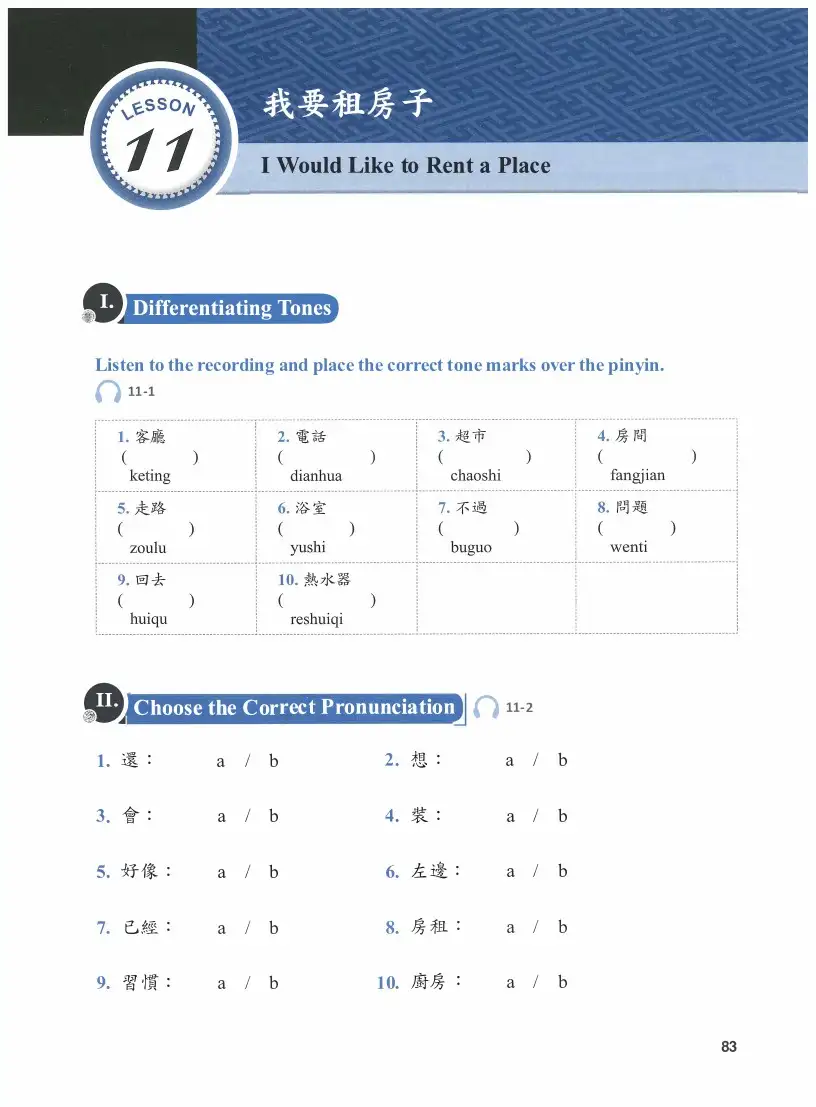 LESSON
11
我要租房子
I Would Like to Rent a Place
I. Differentiating Tones
Listen to the recording and place the correct tone marks over the pinyin.
11-1
1. 客廳 2. 電話 3. 超市 4. 房間
( ) ( ) ( ) ( )
keting dianhua chaoshi fangjian
5. 走路 6. 浴室 7. 不過 8. 問題
( ) ( ) ( ) ( )
zoulu yushi buguo wenti
9. 回去 10. 熱水器
( ) ( )
huiqu reshuiqi
II. Choose the Correct Pronunciation 11-2
1. 還： a / b 2. 想： a / b
3. 會： a / b 4. 裝： a / b
5. 好像： a / b 6. 左邊： a / b
7. 已經： a / b 8. 房租： a / b
9. 習慣： a / b 10. 廚房： a / b
83